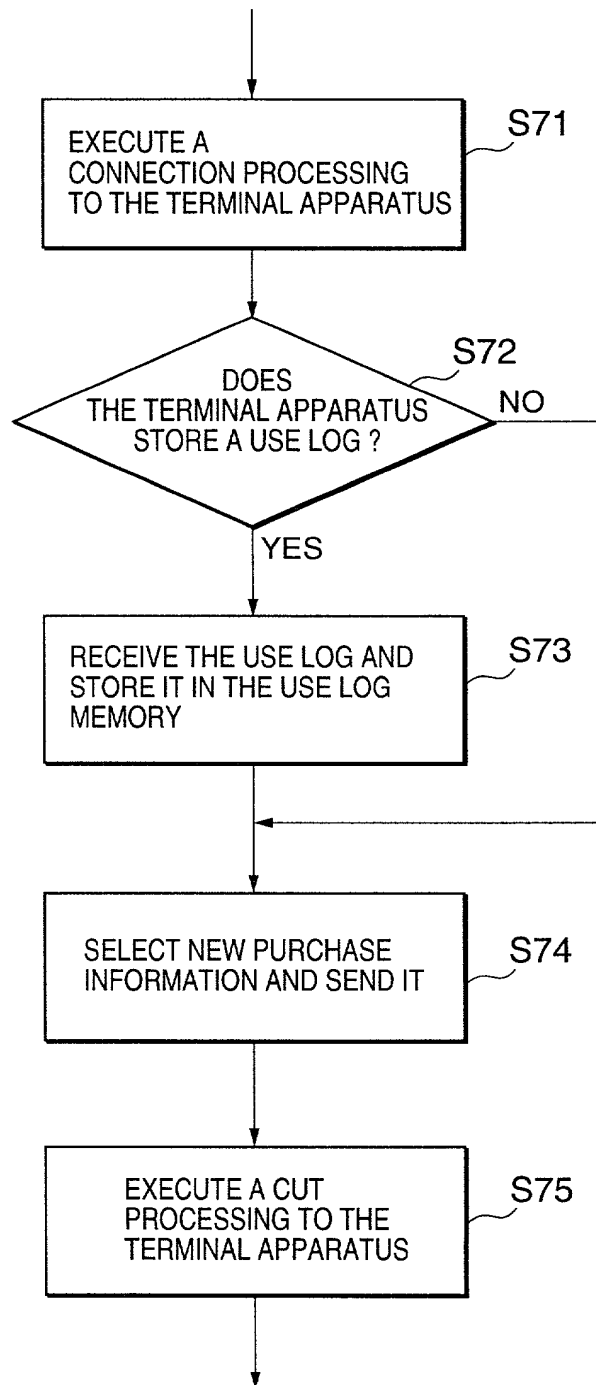 S71
EXECUTE A
CONNECTION PROCESSING
TO THE TERMINAL APPARATUS
S72
DOES
THE TERMINAL APPARATUS
STORE A USE LOG ?
NO
YES
S73
RECEIVE THE USE LOG AND
STORE IT IN THE USE LOG
MEMORY
S74
SELECT NEW PURCHASE
INFORMATION AND SEND IT
S75
EXECUTE A CUT
PROCESSING TO THE
TERMINAL APPARATUS